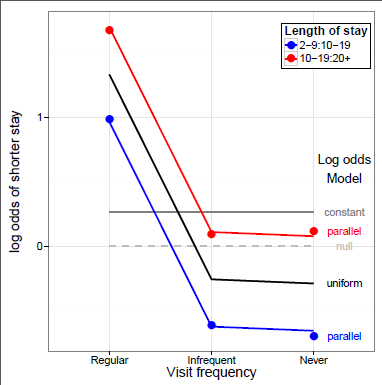 Length of stay
2−9:10−19
10−19:20+
log odds of shorter stay
1
0
Log odds
Model
constant
parallel
null
uniform
parallel
Regular Infrequent Never
Visit frequency